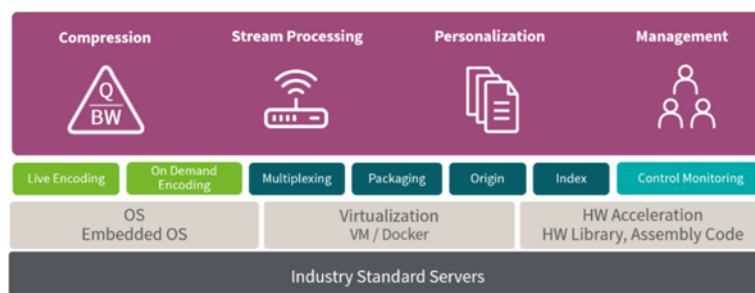 Compression
Stream Processing
Personalization
Management
Q
BW
Live Encoding
On Demand
Encoding
Multiplexing
Packaging
Origin
Index
Control Monitoring
OS
Embedded OS
Virtualization
VM / Docker
HW Acceleration
HW Library, Assembly Code
Industry Standard Servers